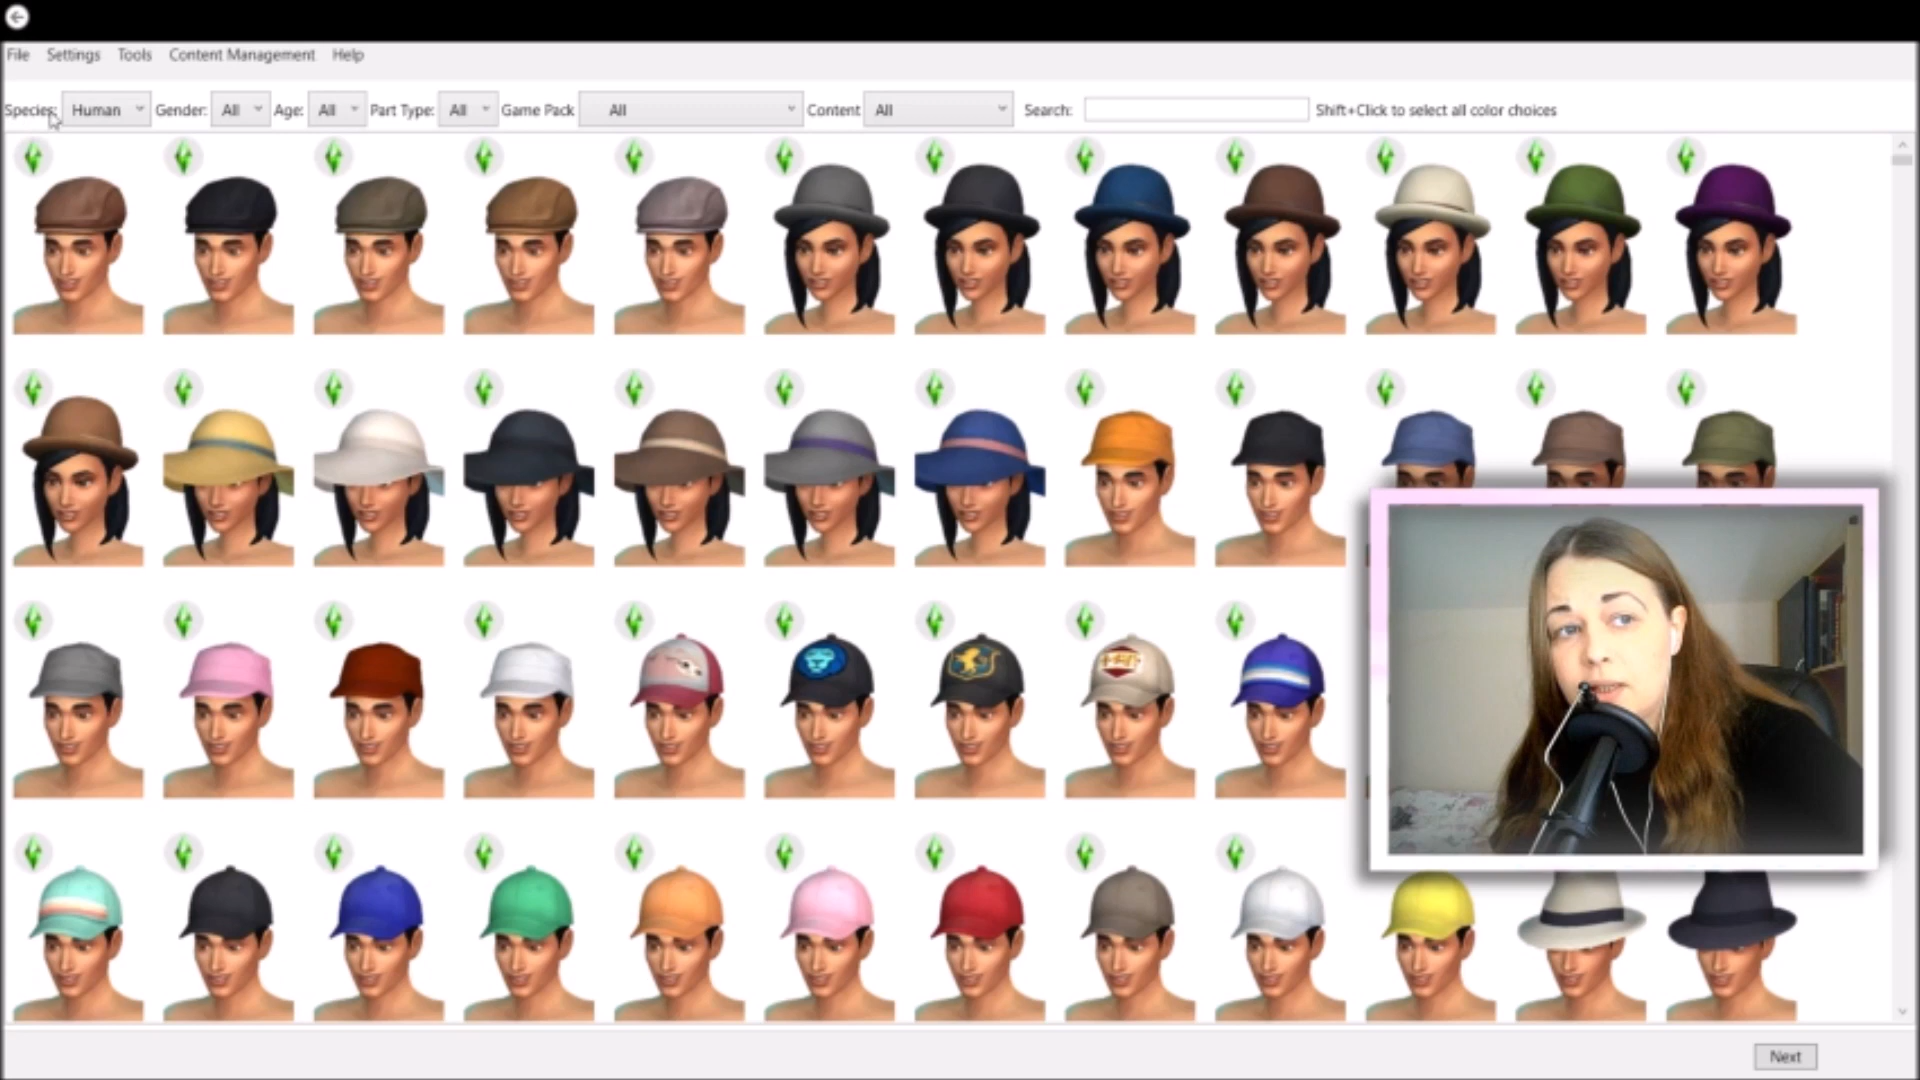 File Settings Tools Content Management Help
Species: Human Gender: All Age: All Part Type: All Game Pack All Content All Search: Shift+Click to select all color choices
Next